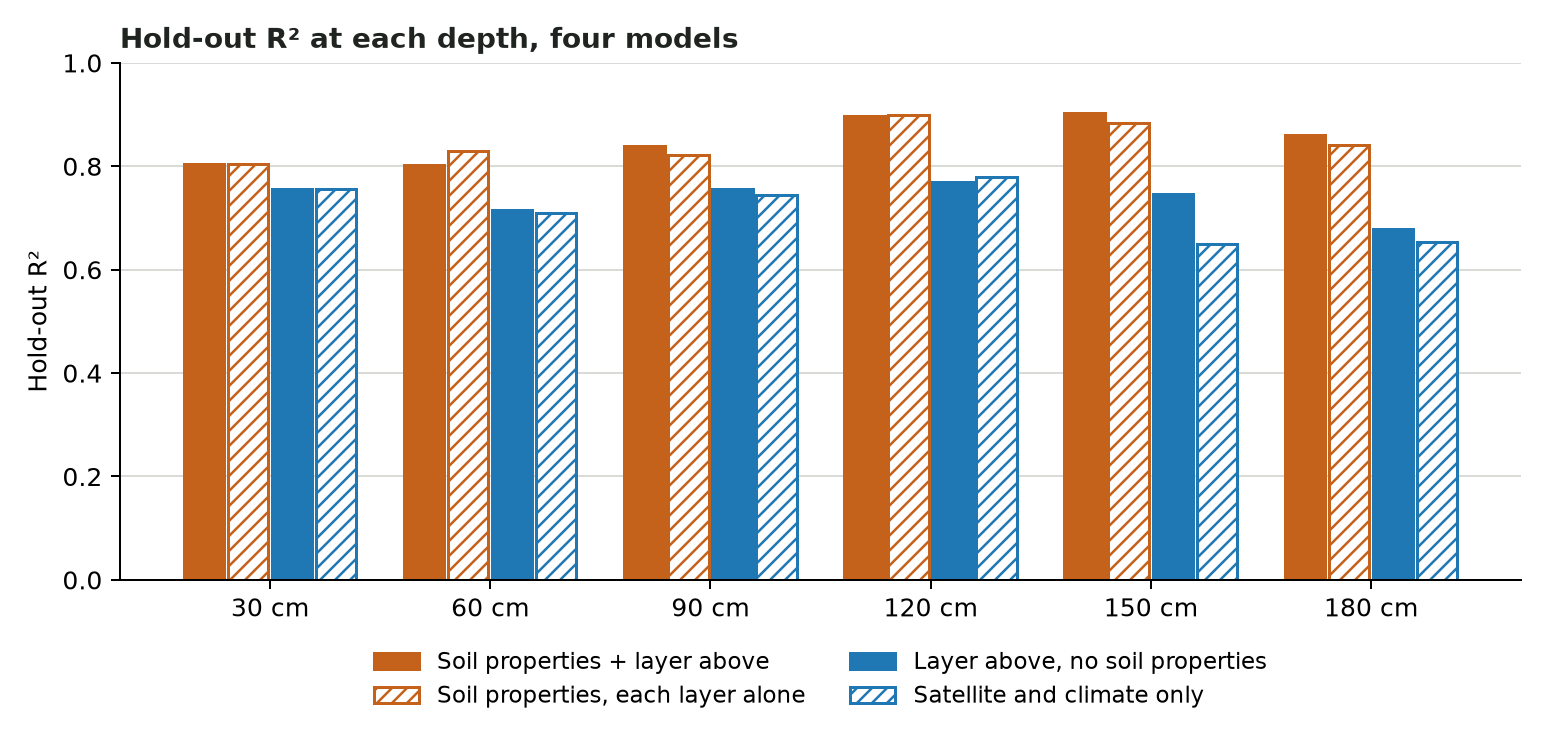 Hold-out R² at each depth, four models
Hold-out R²
1.0
0.8
0.6
0.4
0.2
0.0
30 cm
60 cm
90 cm
120 cm
150 cm
180 cm
Soil properties + layer above
Soil properties, each layer alone
Layer above, no soil properties
Satellite and climate only